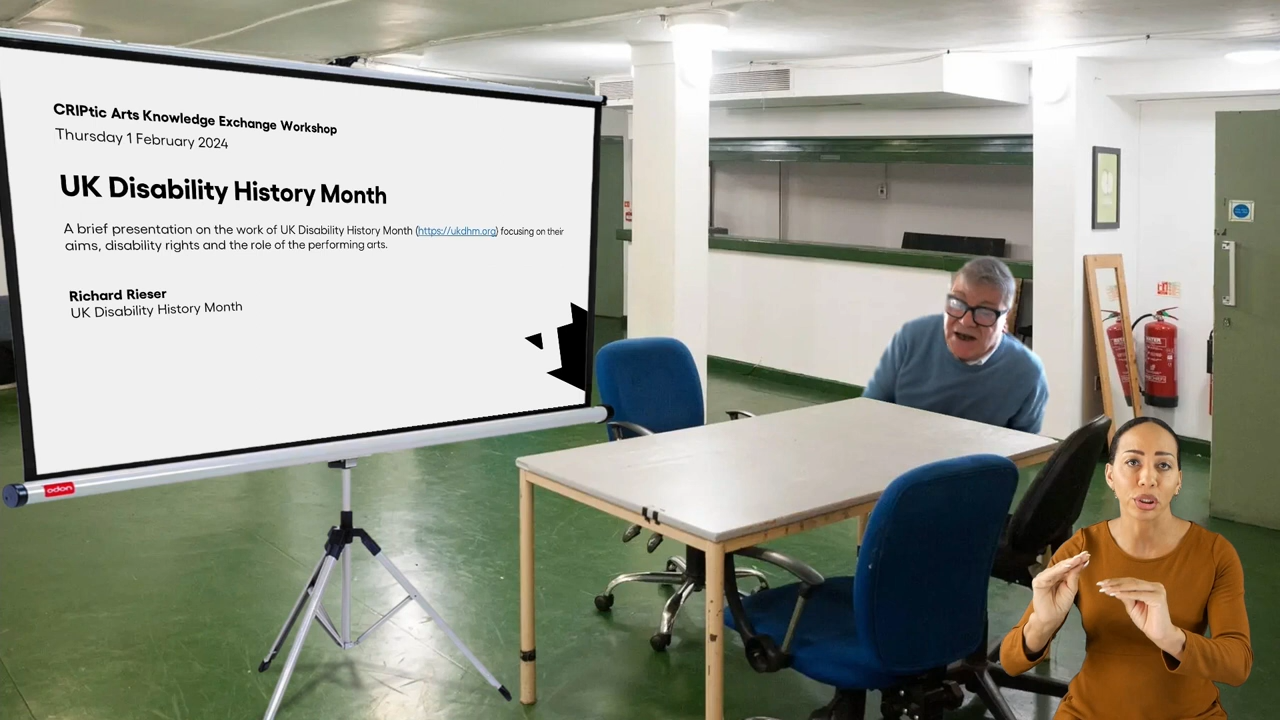 CRIPtic Arts Knowledge Exchange Workshop
Thursday 1 February 2024
UK Disability History Month
A brief presentation on the work of UK Disability History Month (https://ukdhm.org) focusing on their
aims, disability rights and the role of the performing arts.
Richard Rieser
UK Disability History Month
odon